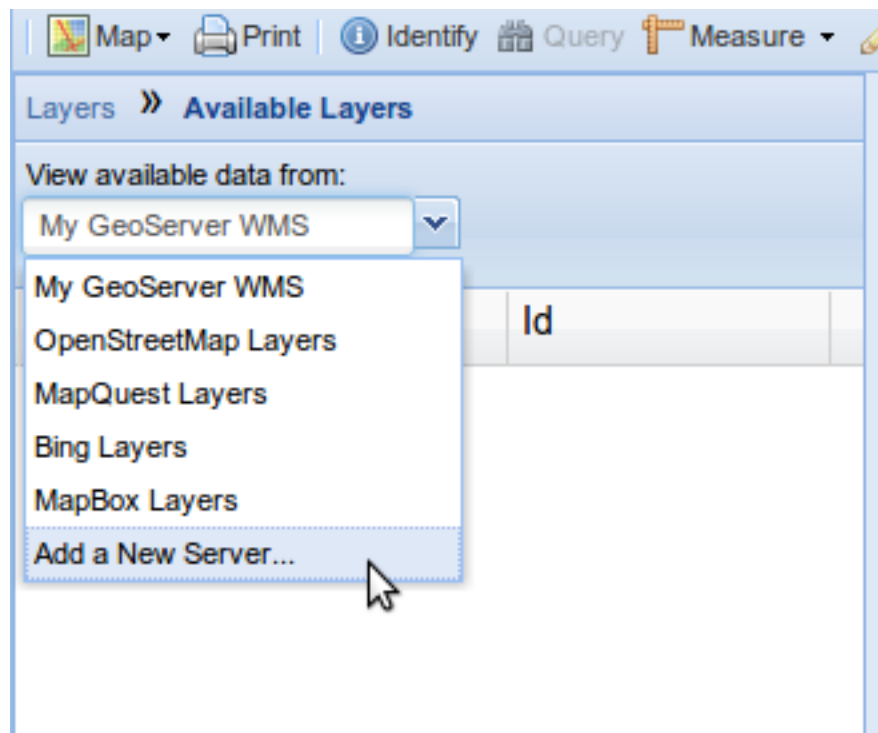 Map Print Identify Query Measure
Layers » Available Layers
View available data from:
My GeoServer WMS
My GeoServer WMS
Id
OpenStreetMap Layers
MapQuest Layers
Bing Layers
MapBox Layers
Add a New Server...